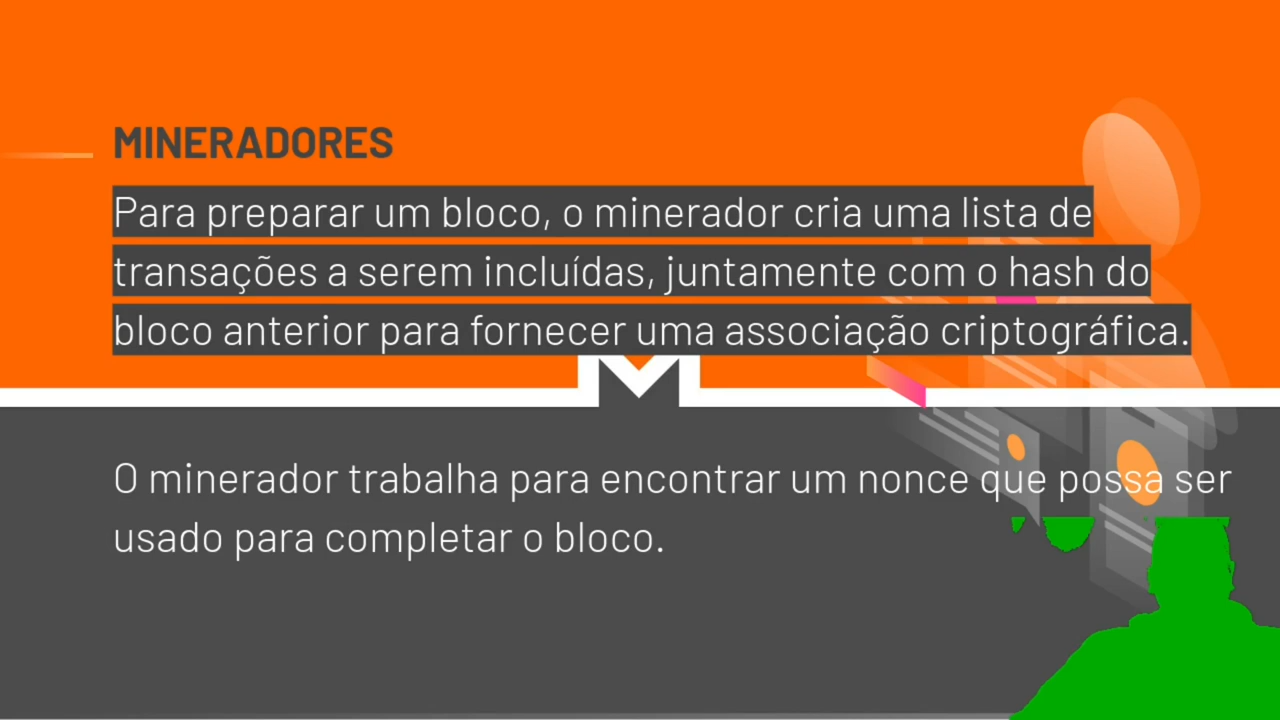 MINERADORES
Para preparar um bloco, o minerador cria uma lista de
transações a serem incluídas, juntamente com o hash do
bloco anterior para fornecer uma associação criptográfica.
O minerador trabalha para encontrar um nonce que possa ser
usado para completar o bloco.